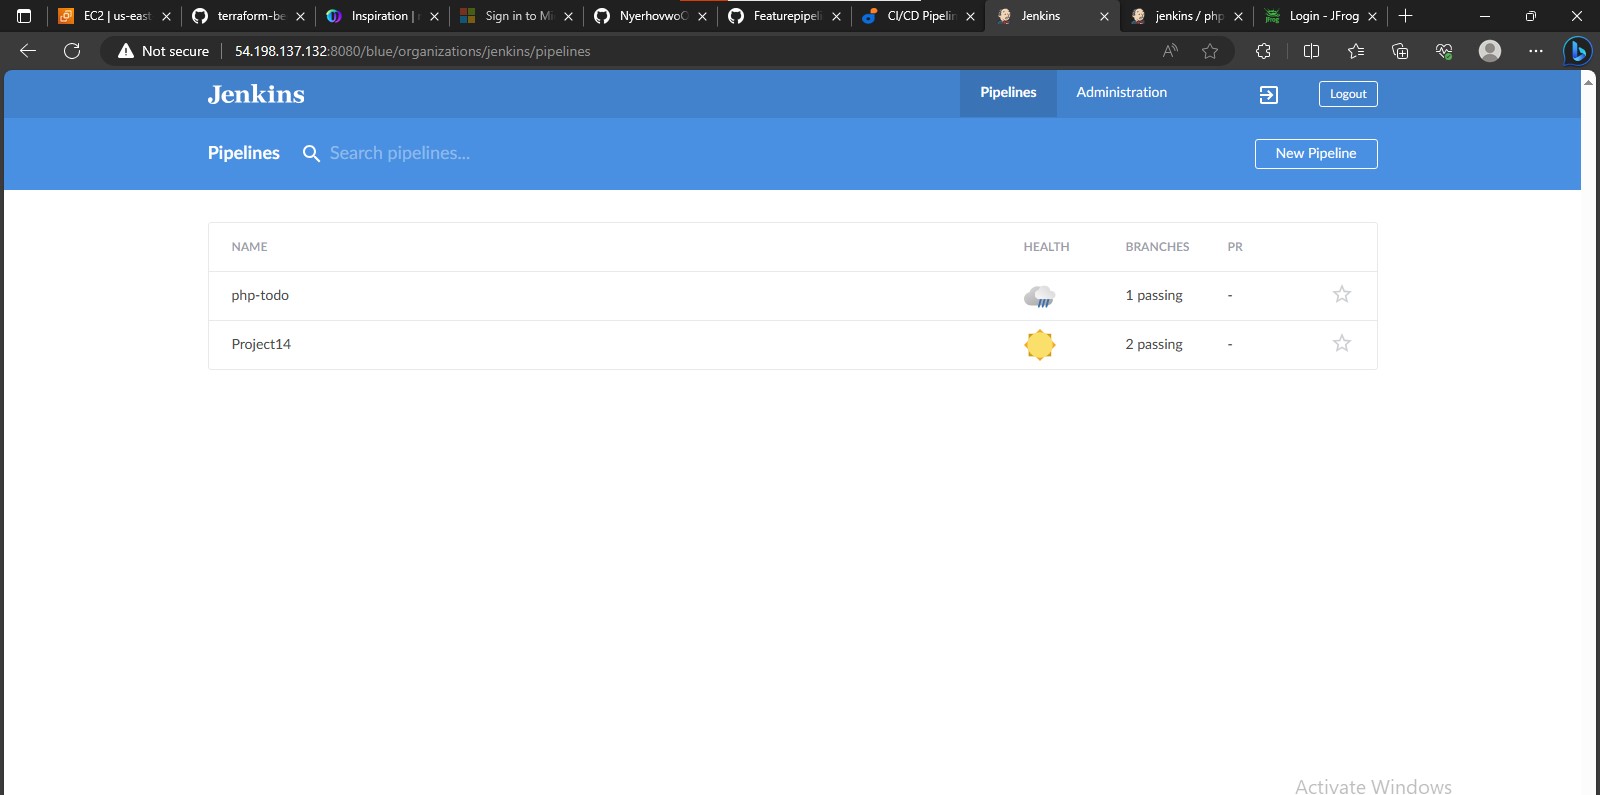 EC2 | us-east
terraform-be
Inspiration |
Sign in to Mi
NyerhovwoO
Featurepipeli
CI/CD Pipelin
Jenkins
jenkins / php
Login - JFrog
Not secure
54.198.137.132:8080/blue/organizations/jenkins/pipelines
Jenkins
Pipelines
Administration
Logout
Pipelines
Search pipelines...
New Pipeline
NAME HEALTH BRANCHES PR
php-todo 1 passing -
Project14 2 passing -
Activate Windows